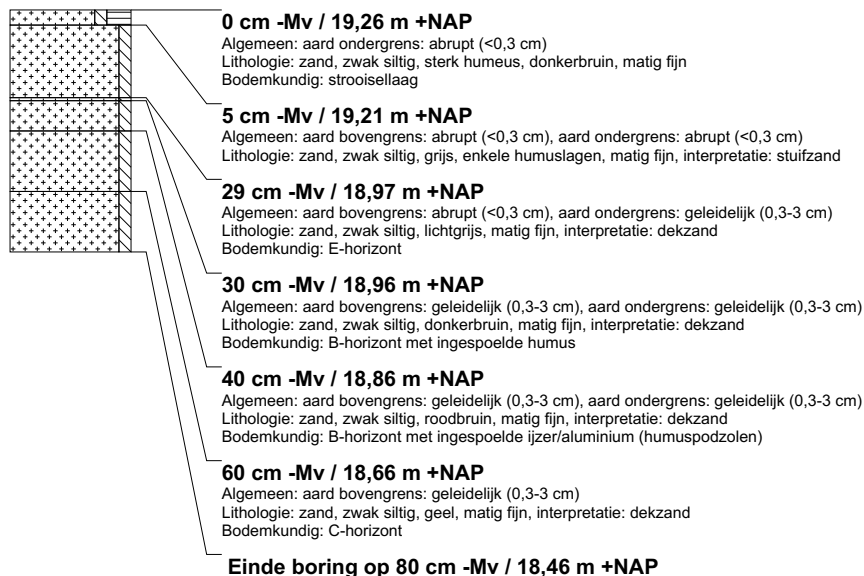 0 cm -Mv / 19,26 m +NAP
Algemeen: aard ondergrens: abrupt (<0,3 cm)
Lithologie: zand, zwak siltig, sterk humeus, donkerbruin, matig fijn
Bodemkundig: strooisellaag
5 cm -Mv / 19,21 m +NAP
Algemeen: aard bovengrens: abrupt (<0,3 cm), aard ondergrens: abrupt (<0,3 cm)
Lithologie: zand, zwak siltig, grijs, enkele humuslagen, matig fijn, interpretatie: stuifzand
29 cm -Mv / 18,97 m +NAP
Algemeen: aard bovengrens: abrupt (<0,3 cm), aard ondergrens: geleidelijk (0,3-3 cm)
Lithologie: zand, zwak siltig, lichtgrijs, matig fijn, interpretatie: dekzand
Bodemkundig: E-horizont
30 cm -Mv / 18,96 m +NAP
Algemeen: aard bovengrens: geleidelijk (0,3-3 cm), aard ondergrens: geleidelijk (0,3-3 cm)
Lithologie: zand, zwak siltig, donkerbruin, matig fijn, interpretatie: dekzand
Bodemkundig: B-horizont met ingespoelde humus
40 cm -Mv / 18,86 m +NAP
Algemeen: aard bovengrens: geleidelijk (0,3-3 cm), aard ondergrens: geleidelijk (0,3-3 cm)
Lithologie: zand, zwak siltig, roodbruin, matig fijn, interpretatie: dekzand
Bodemkundig: B-horizont met ingespoelde ijzer/aluminium (humuspodzolen)
60 cm -Mv / 18,66 m +NAP
Algemeen: aard bovengrens: geleidelijk (0,3-3 cm)
Lithologie: zand, zwak siltig, geel, matig fijn, interpretatie: dekzand
Bodemkundig: C-horizont
Einde boring op 80 cm -Mv / 18,46 m +NAP